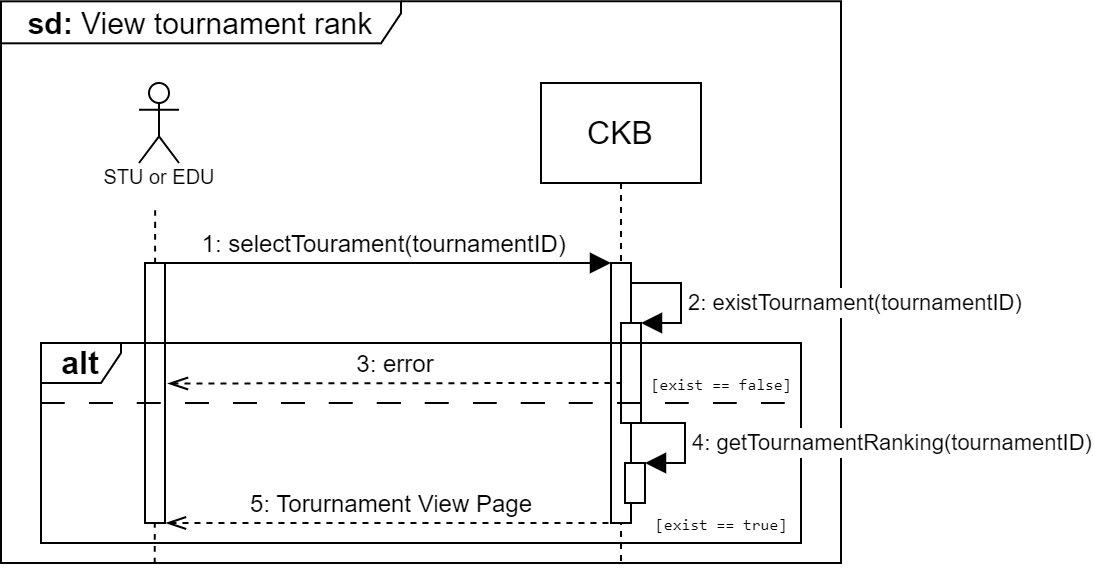 sd: View tournament rank
STU or EDU
CKB
1: selectTourament(tournamentID)
2: existTournament(tournamentID)
alt
3: error
[exist == false]
4: getTournamentRanking(tournamentID)
5: Torurnament View Page
[exist == true]